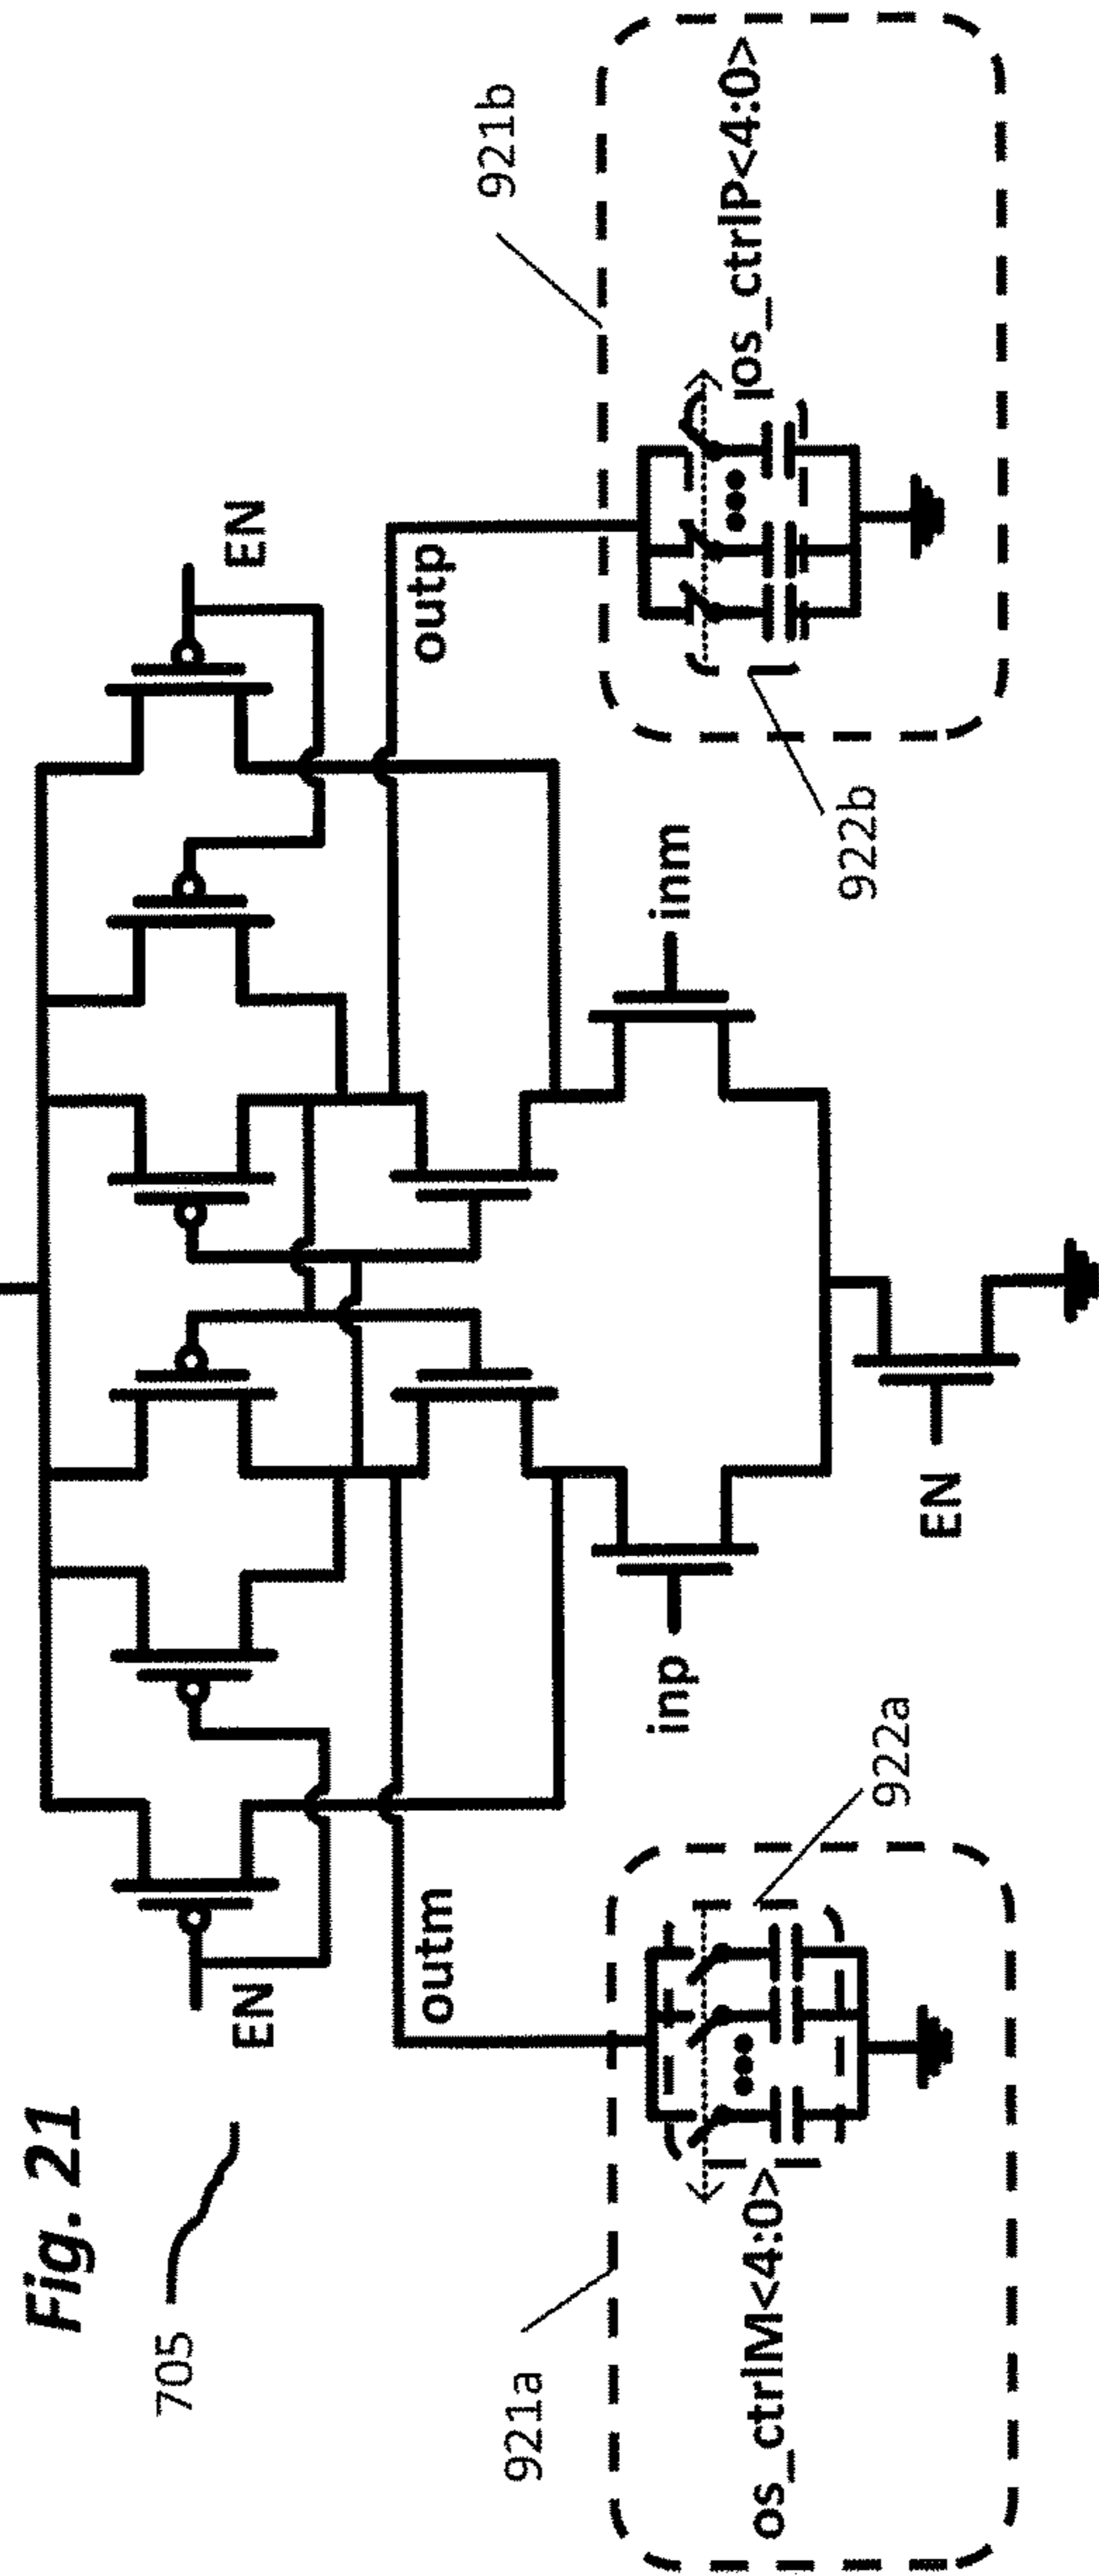 Fig. 21
705
EN
EN
outm
outp
921a
921b
inp
inm
922a
922b
os_ctrlM<4:0>
os_ctrlP<4:0>
EN